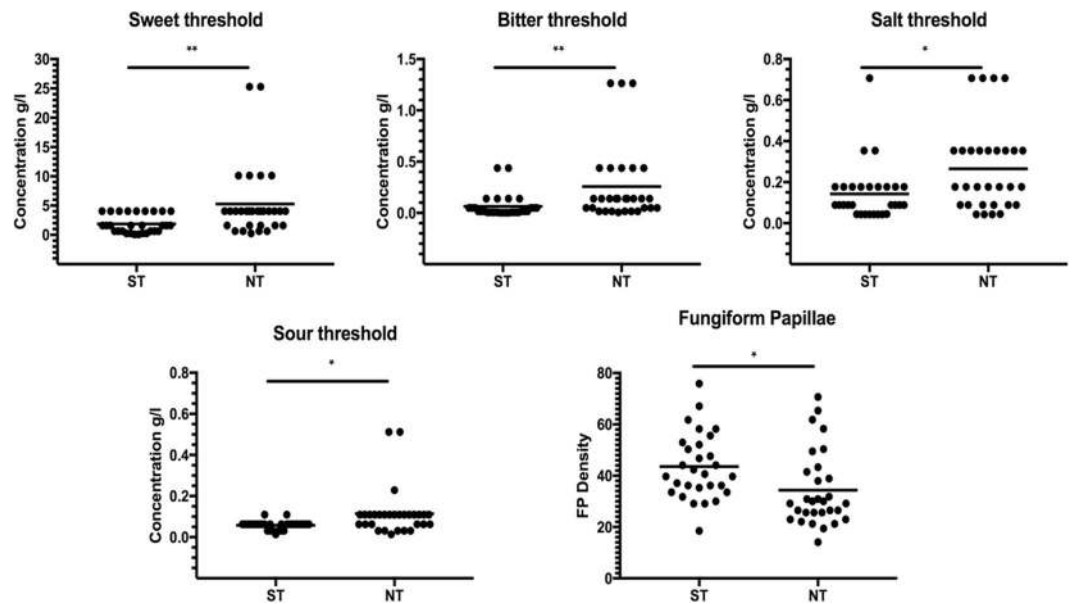 Sweet threshold
**
Concentration g/l
30
25
20
15
10
5
0
ST
NT
Bitter threshold
**
Concentration g/l
1.5
1.0
0.5
0.0
ST
NT
Salt threshold
*
Concentration g/l
0.8
0.6
0.4
0.2
0.0
ST
NT
Sour threshold
*
Concentration g/l
0.8
0.6
0.4
0.2
0.0
ST
NT
Fungiform Papillae
*
FP Density
80
60
40
20
0
ST
NT